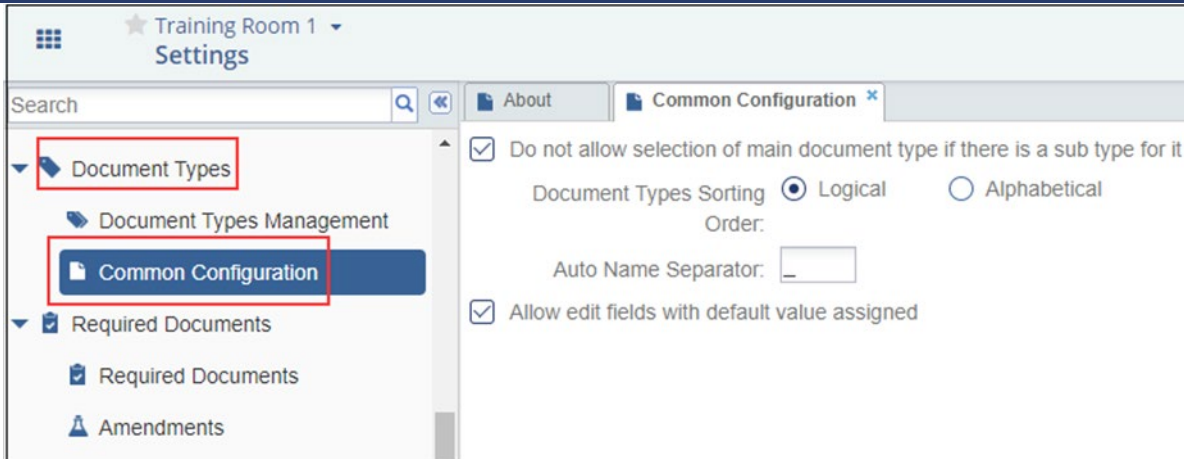 Training Room 1
Settings
Search
Document Types
Document Types Management
Common Configuration
Required Documents
Required Documents
Amendments
About
Common Configuration
Do not allow selection of main document type if there is a sub type for it
Document Types Sorting Order:
Logical
Alphabetical
Auto Name Separator: _
Allow edit fields with default value assigned